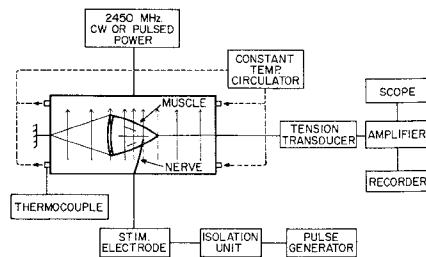 2450 MHz.
CW OR PULSED
POWER
CONSTANT
TEMP.
CIRCULATOR
MUSCLE
NERVE
SCOPE
TENSION
TRANSDUCER
AMPLIFIER
RECORDER
THERMOCOUPLE
STIM.
ELECTRODE
ISOLATION
UNIT
PULSE
GENERATOR